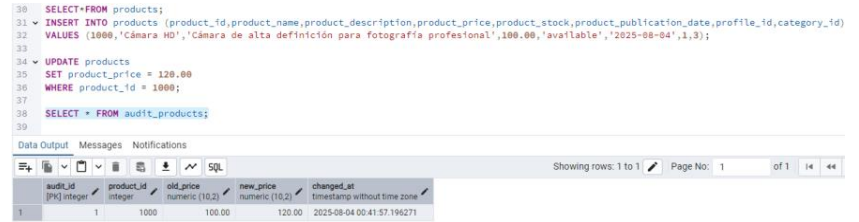 30 SELECT*FROM products;
31 INSERT INTO products (product_id,product_name,product_description,product_price,product_stock,product_publication_date,profile_id,category_id)
32 VALUES (1000,'Cámara HD','Cámara de alta definición para fotografía profesional',100.00,'available','2025-08-04',1,3);
33
34 UPDATE products
35 SET product_price = 120.00
36 WHERE product_id = 1000;
37
38 SELECT * FROM audit_products;
39
Data Output Messages Notifications
SQL Showing rows: 1 to 1 Page No: 1 of 1
audit_id product_id old_price new_price changed_at
[PK] integer integer numeric (10,2) numeric (10,2) timestamp without time zone
1 1 1000 100.00 120.00 2025-08-04 00:41:57.196271